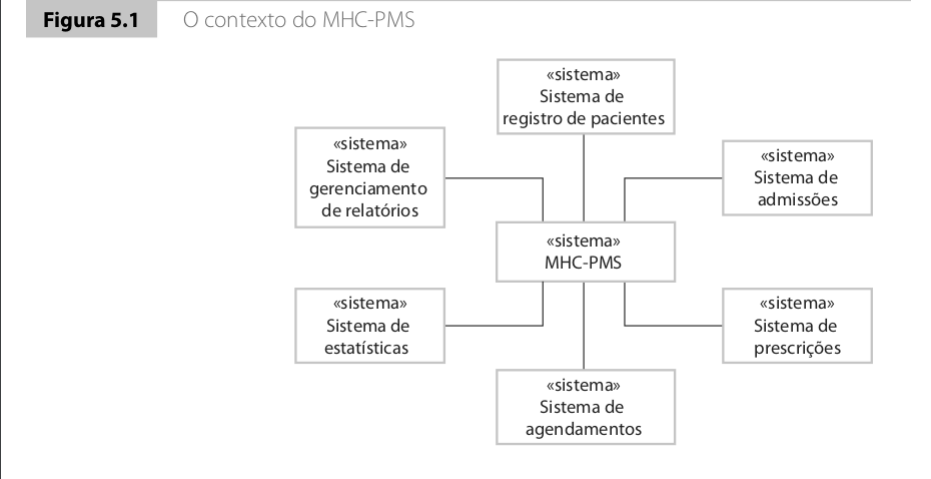 Figura 5.1 O contexto do MHC-PMS
«sistema»
Sistema de
registro de pacientes
«sistema»
Sistema de
gerenciamento
de relatórios
«sistema»
Sistema de
admissões
«sistema»
MHC-PMS
«sistema»
Sistema de
estatísticas
«sistema»
Sistema de
prescrições
«sistema»
Sistema de
agendamentos